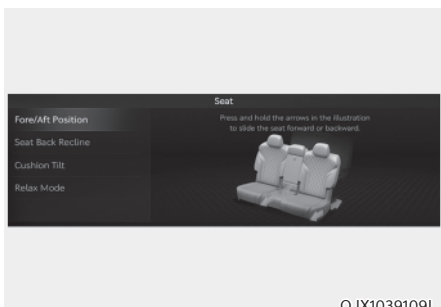 Seat
Fore/Aft Position
Press and hold the arrows in the illustration
to slide the seat forward or backward.
Seat Back Recline
Cushion Tilt
Relax Mode
OJX1039109L